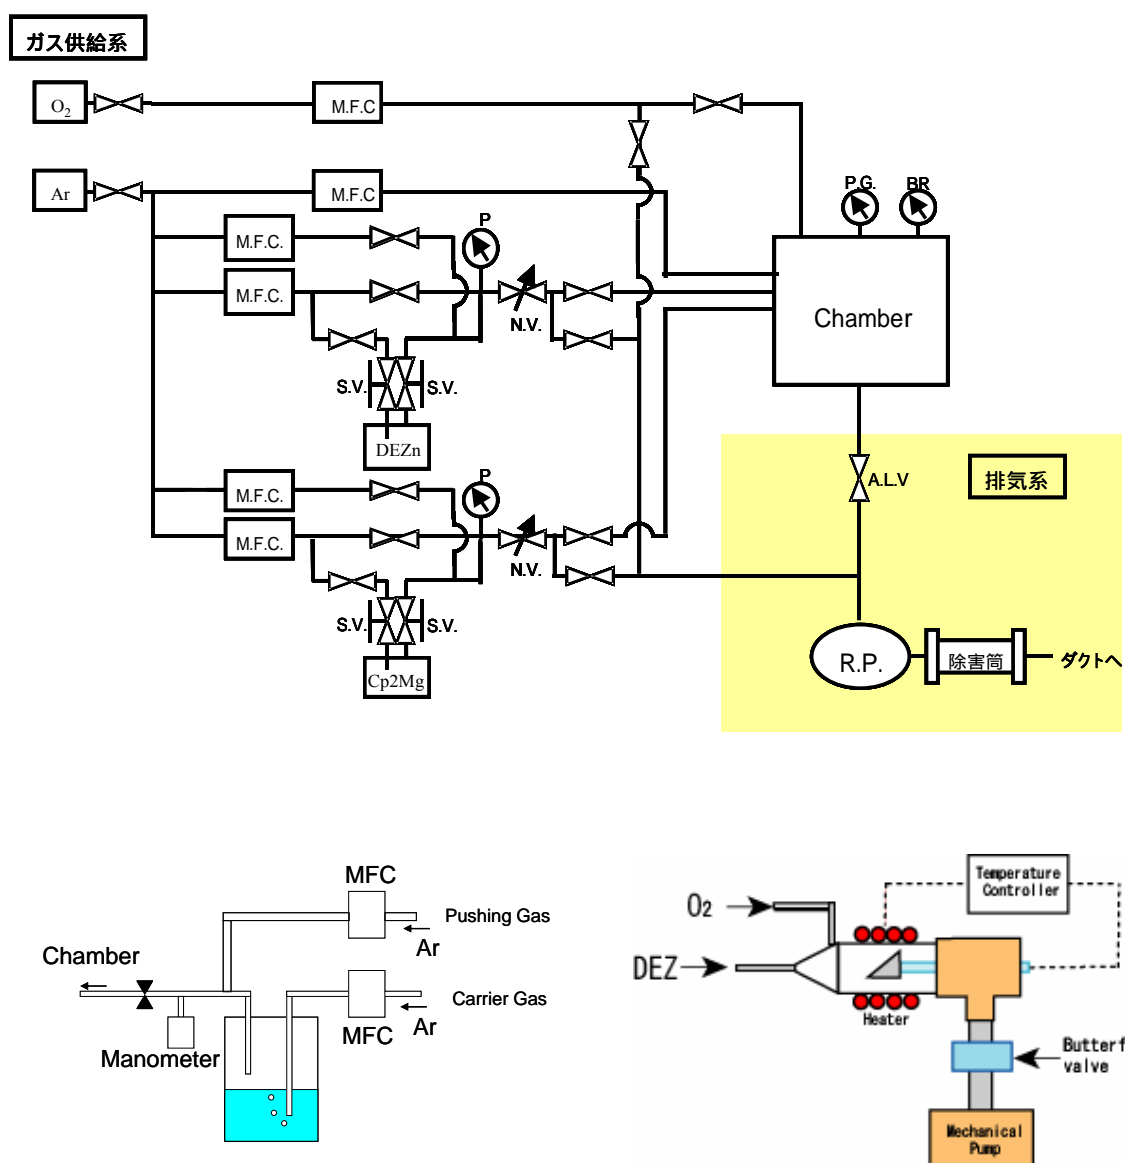 ガス供給系
O2
M.F.C
Ar
M.F.C
P.G.
BR
M.F.C.
P
M.F.C.
N.V.
Chamber
S.V.
S.V.
DEZn
M.F.C.
P
A.L.V
排気系
M.F.C.
N.V.
S.V.
S.V.
Cp2Mg
R.P.
除害筒
ダクトへ
MFC
Pushing Gas
Ar
Chamber
Carrier Gas
Ar
MFC
Manometer
Temperature
Controller
O2
DEZ
Heater
Butterf
valve
Mechanical
Pump